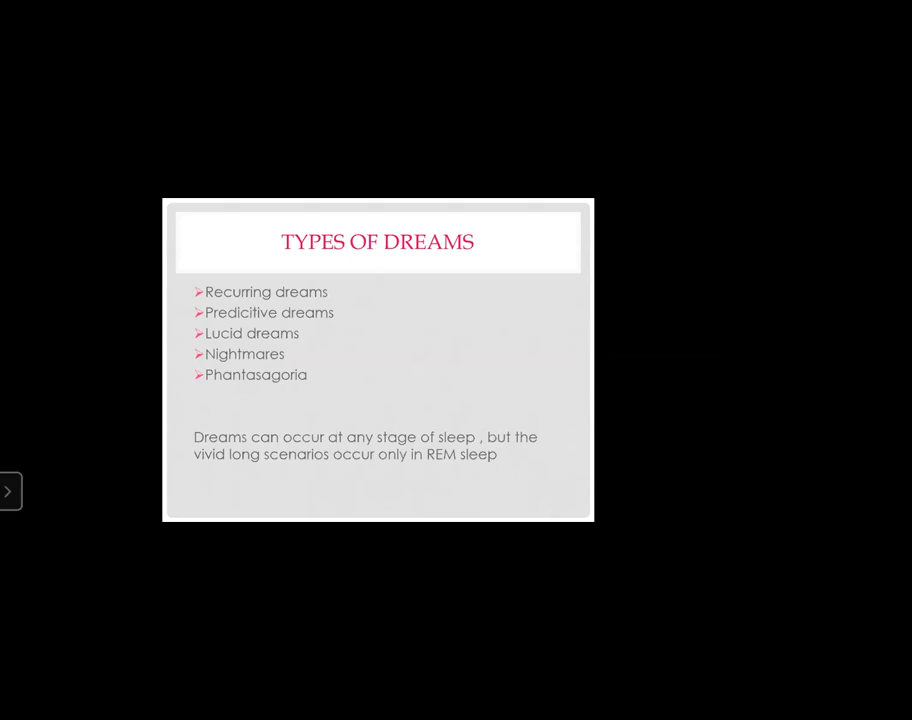 TYPES OF DREAMS
➢Recurring dreams
➢Predicitive dreams
➢Lucid dreams
➢Nightmares
➢Phantasagoria
Dreams can occur at any stage of sleep , but the
vivid long scenarios occur only in REM sleep